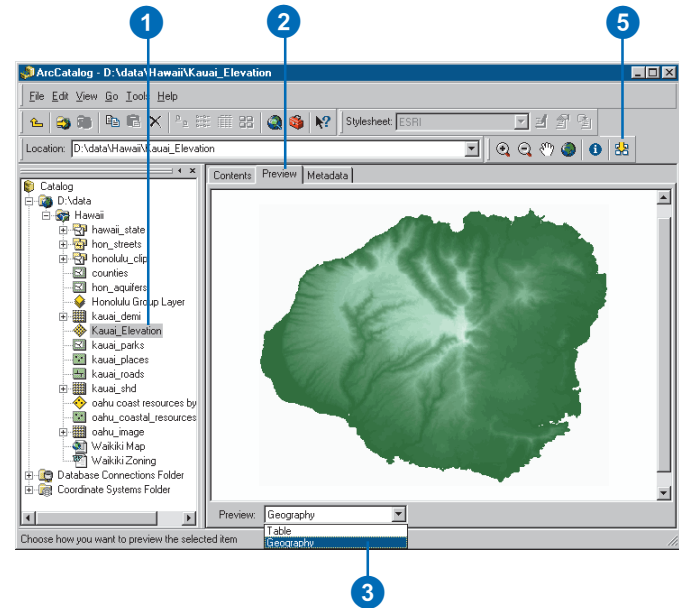 1
2
5
ArcCatalog - D:\data\Hawaii\Kauai_Elevation
File Edit View Go Tools Help
Stylesheet: ESRI
Location: D:\data\Hawaii\Kauai_Elevation
Contents Preview Metadata
Catalog
D:\data
Hawaii
hawaii_state
hon_streets
honolulu_clip
counties
hon_aquifers
Honolulu Group Layer
kauai_demi
Kauai_Elevation
kauai_parks
kauai_places
kauai_roads
kauai_shd
oahu coast resources by
oahu_coastal_resources
oahu_image
Waikiki Map
Waikiki Zoning
Database Connections Folder
Coordinate Systems Folder
Preview: Geography
Table
Geography
Choose how you want to preview the selected item
3